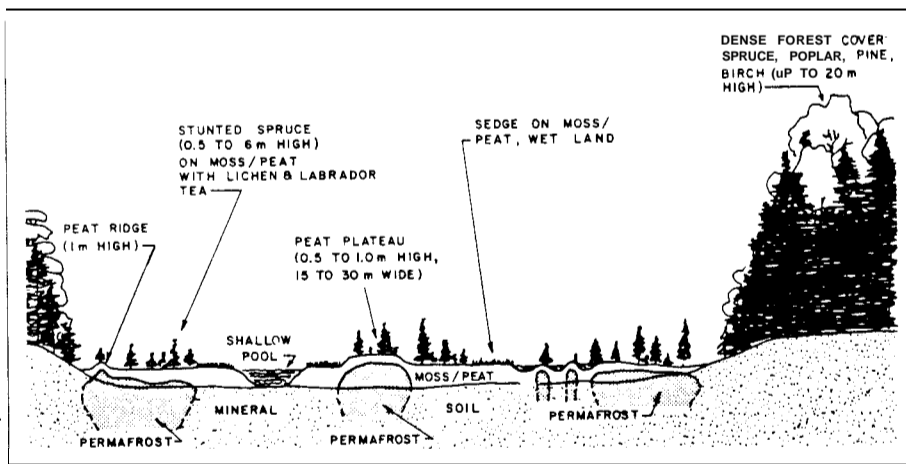 DENSE FOREST COVER
SPRUCE, POPLAR, PINE,
BIRCH (uP TO 20 m
HIGH)
STUNTED SPRUCE
(0.5 TO 6m HIGH)
ON MOSS/PEAT
WITH LICHEN & LABRADOR
TEA
SEDGE ON MOSS/
PEAT, WET LAND
PEAT RIDGE
(1m HIGH)
PEAT PLATEAU
(0.5 TO 1.0m HIGH,
15 TO 30 m WIDE)
SHALLOW
POOL
MOSS/PEAT
MINERAL
SOIL
PERMAFROST
PERMAFROST
PERMAFROST